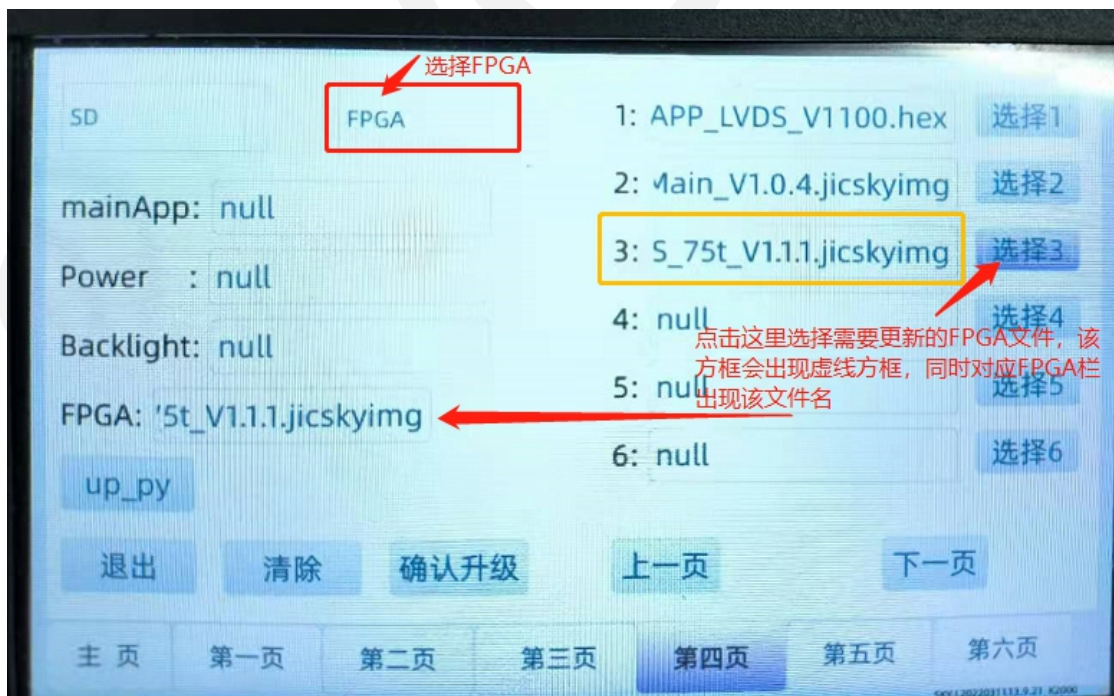 选择FPGA
SD
FPGA
1: APP_LVDS_V1100.hex
选择1
mainApp: null
2: Main_V1.0.4.jicskyimg
选择2
Power : null
3: S_75t_V1.1.1.jicskyimg
选择3
Backlight: null
4: null
选择4
点击这里选择需要更新的FPGA文件，该
方框会出现虚线方框，同时对应FPGA栏
出现该文件名
FPGA: '5t_V1.1.1.jicskyimg
5: null
选择5
6: null
选择6
up_py
退出
清除
确认升级
上一页
下一页
主 页
第一页
第二页
第三页
第四页
第五页
第六页